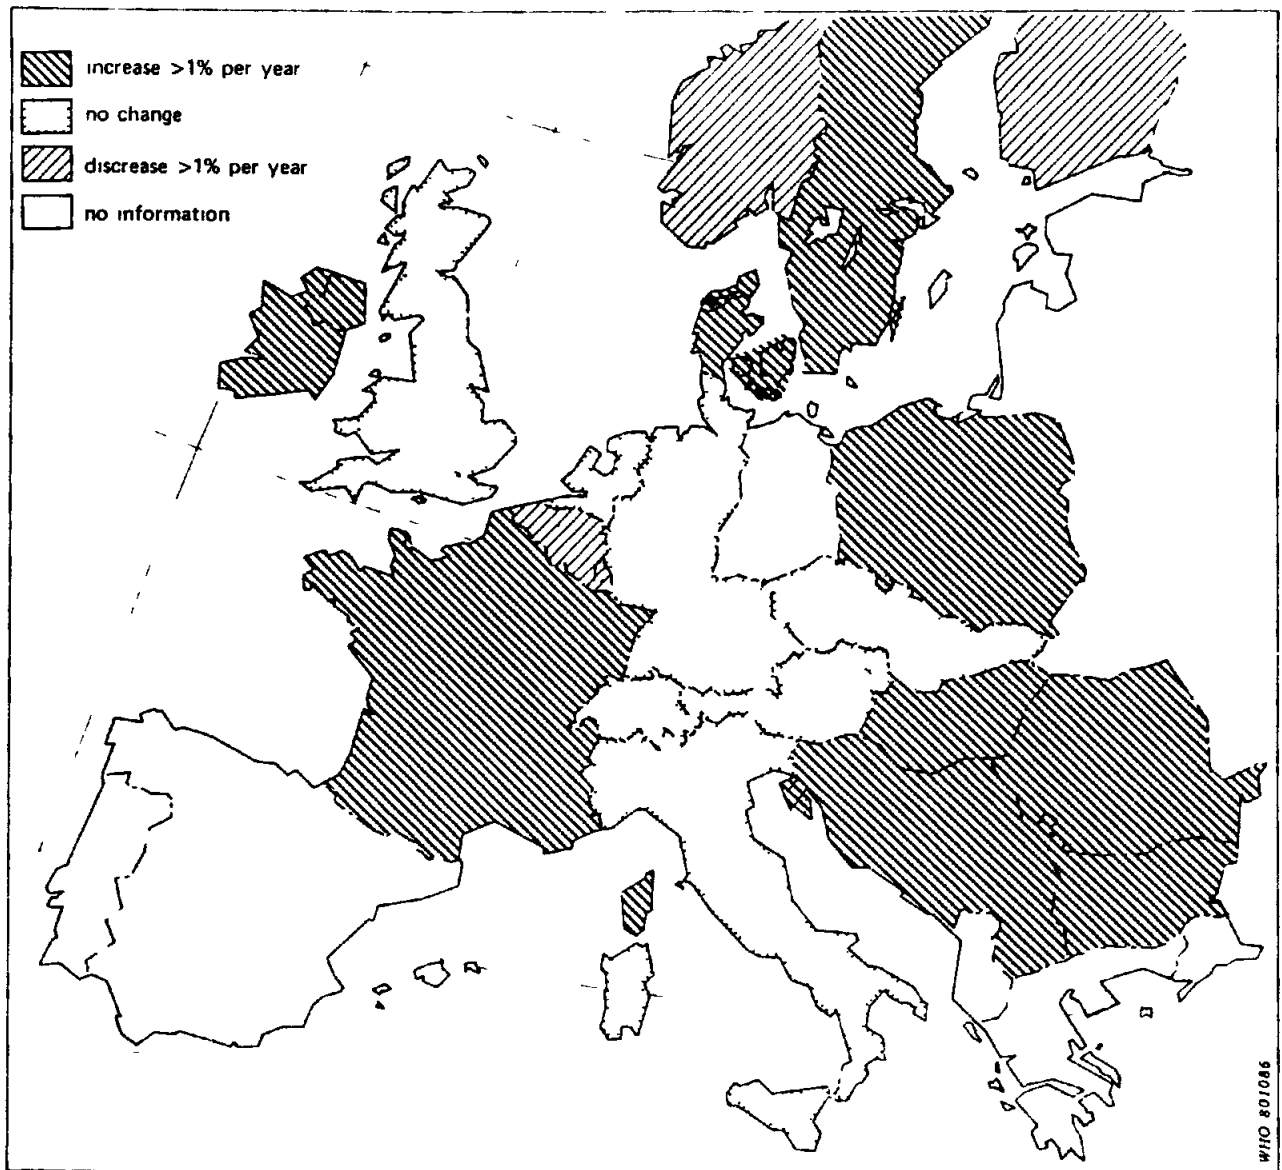 increase >1% per year
no change
discrease >1% per year
no information
WHO 801086